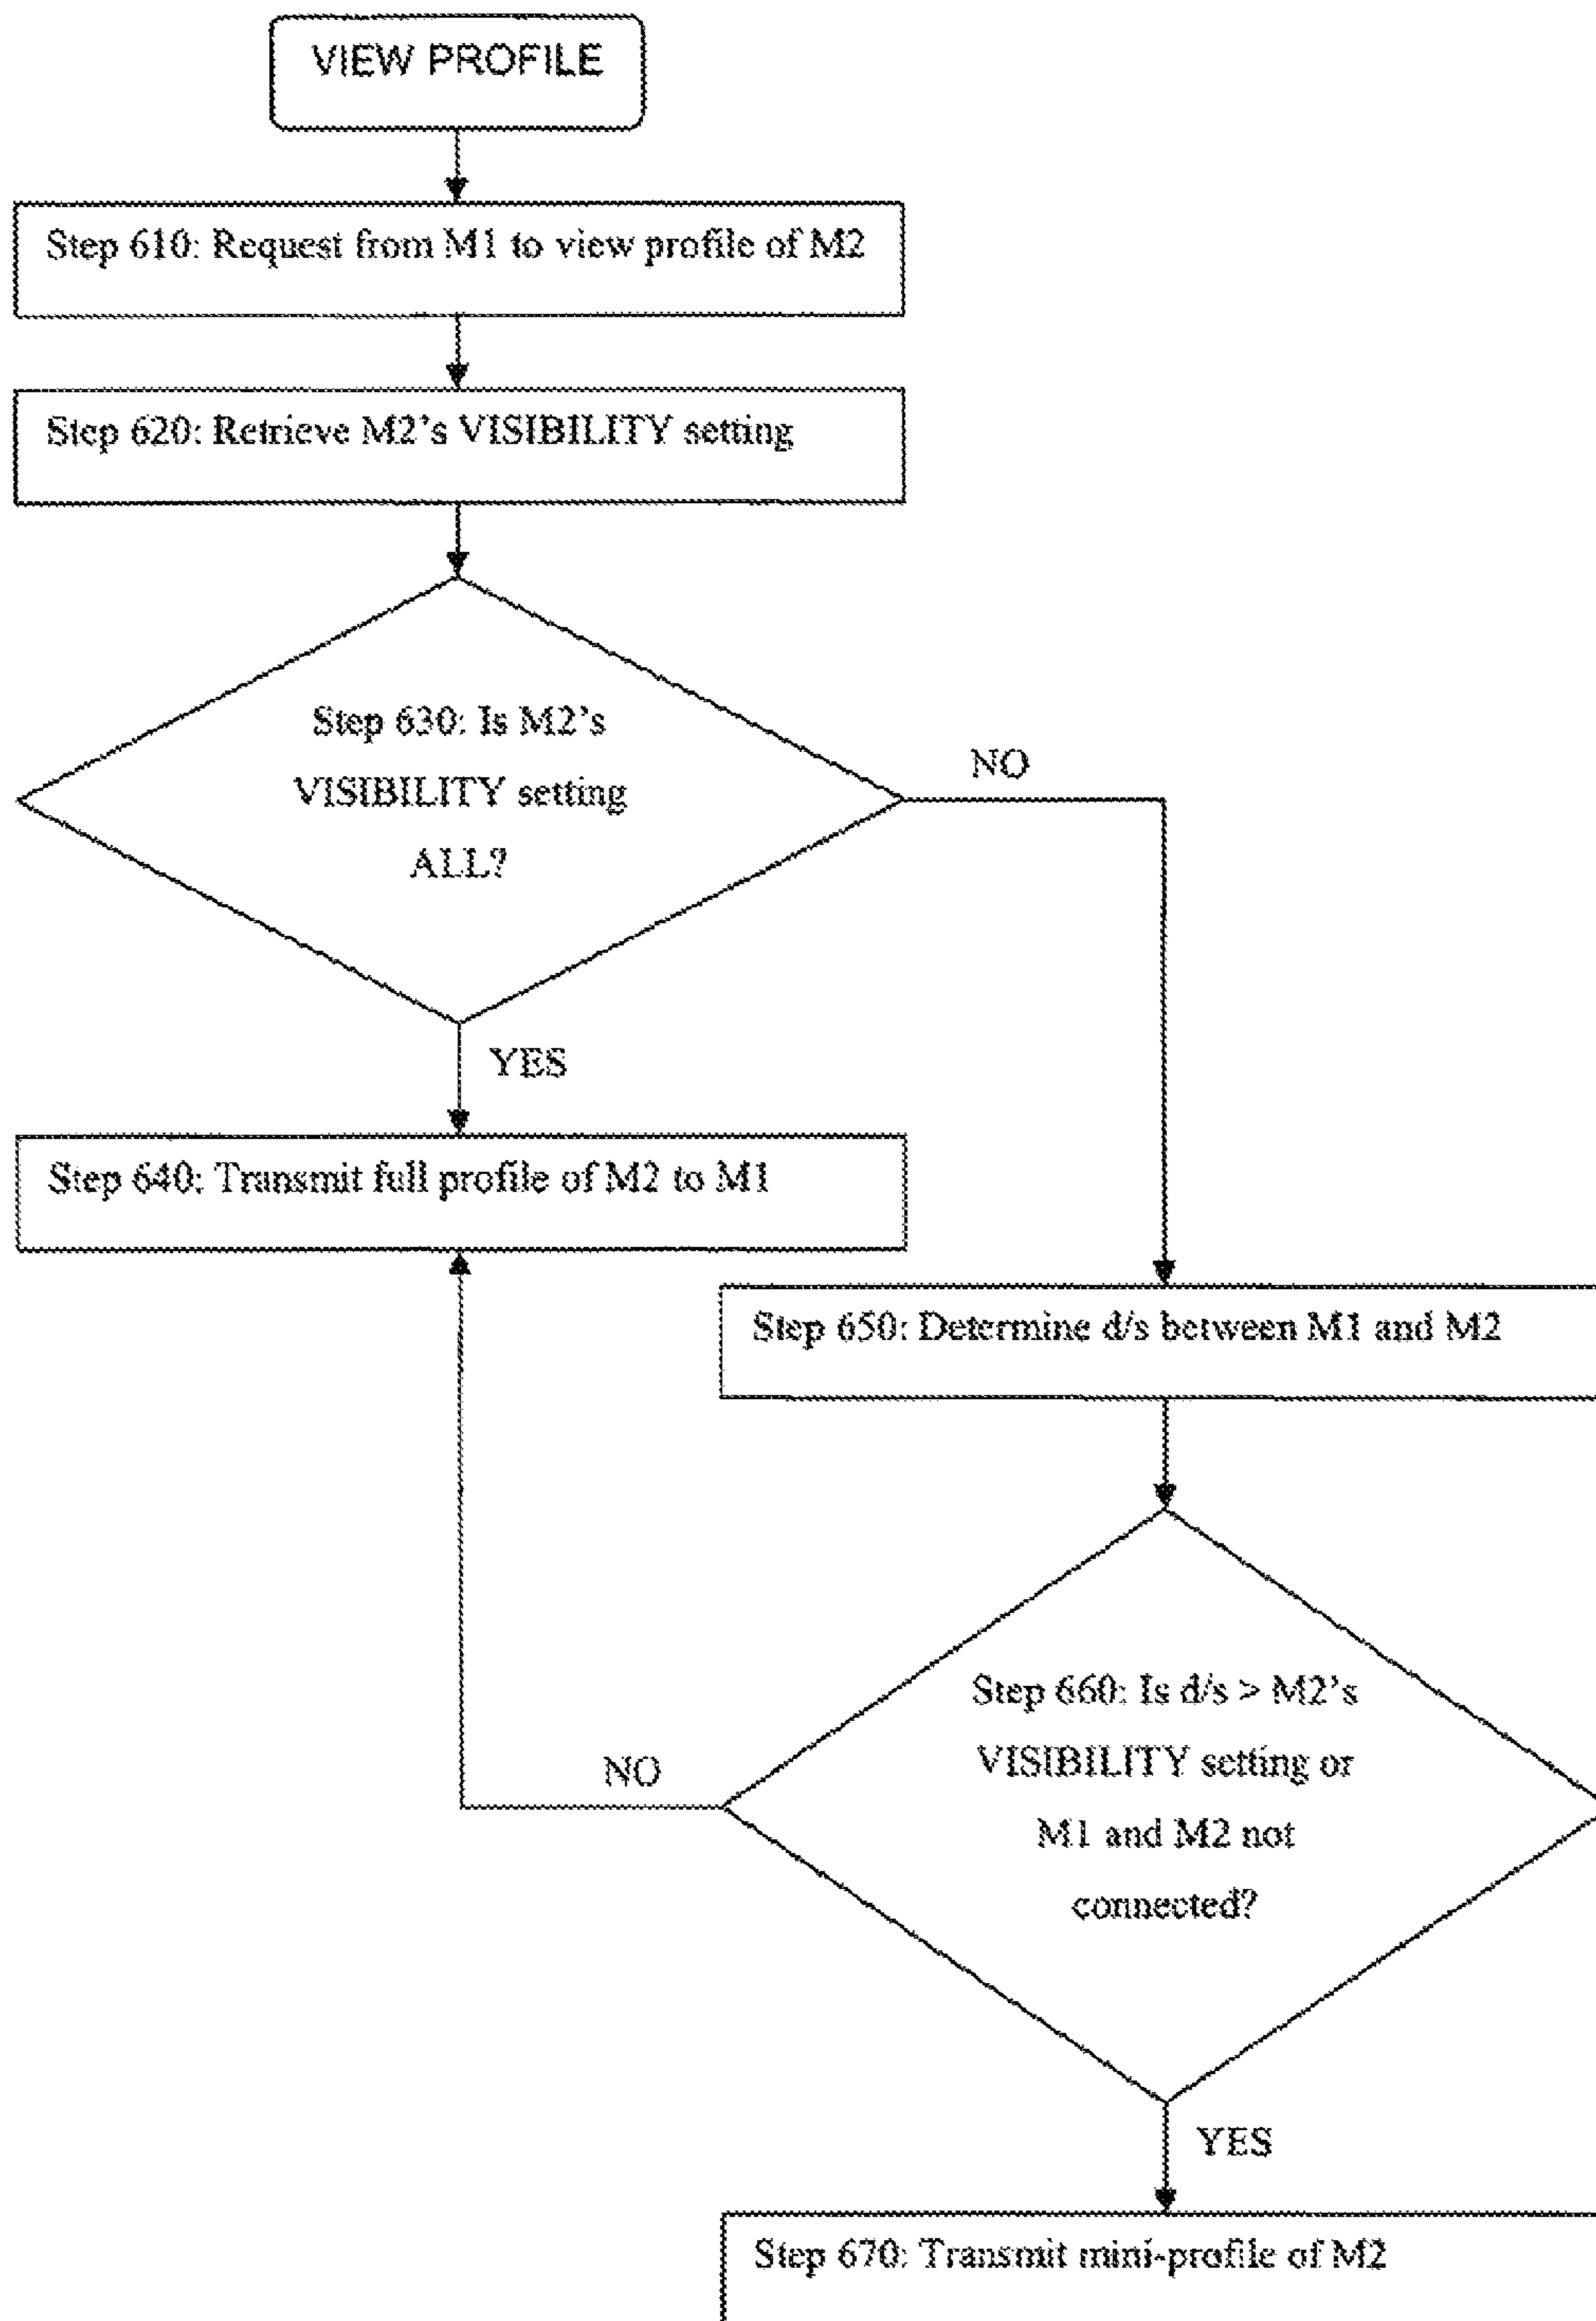 VIEW PROFILE
Step 610: Request from M1 to view profile of M2
Step 620: Retrieve M2's VISIBILITY setting
Step 630: Is M2's
VISIBILITY setting
ALL?
NO
YES
Step 640: Transmit full profile of M2 to M1
Step 650: Determine d/s between M1 and M2
Step 660: Is d/s > M2's
VISIBILITY setting or
M1 and M2 not
connected?
NO
YES
Step 670: Transmit mini-profile of M2